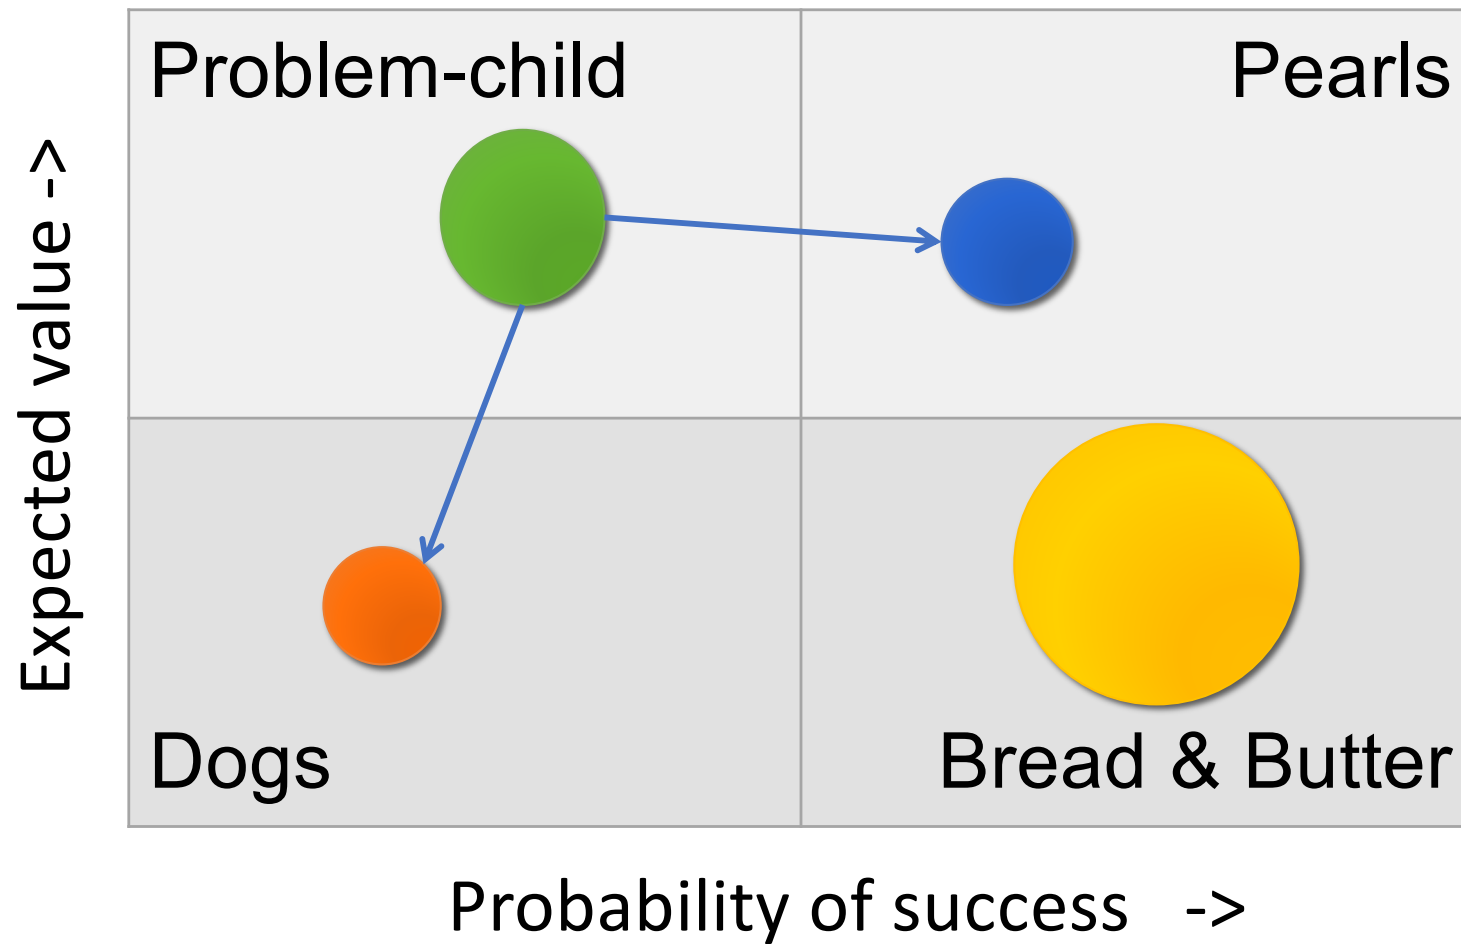 Problem-child
Pearls
Expected value ->
Dogs
Bread & Butter
Probability of success ->